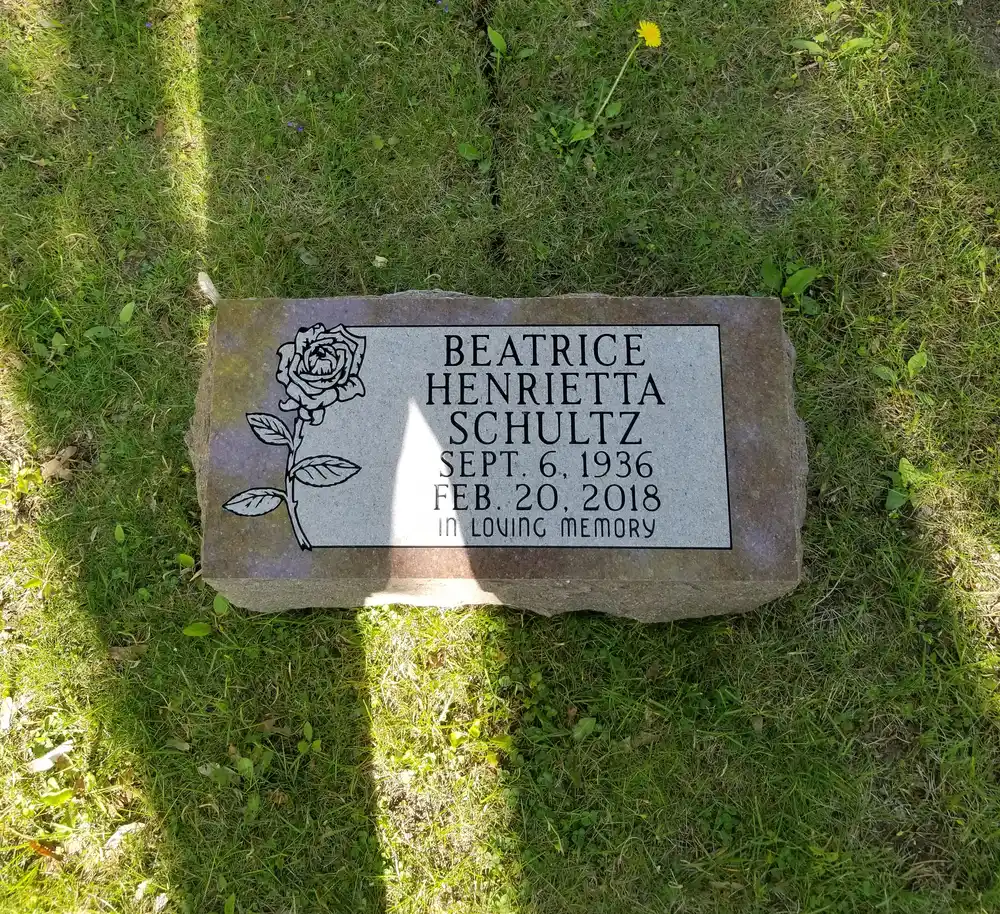 BEATRICE
HENRIETTA
SCHULTZ
SEPT. 6, 1936
FEB. 20, 2018
IN LOVING MEMORY